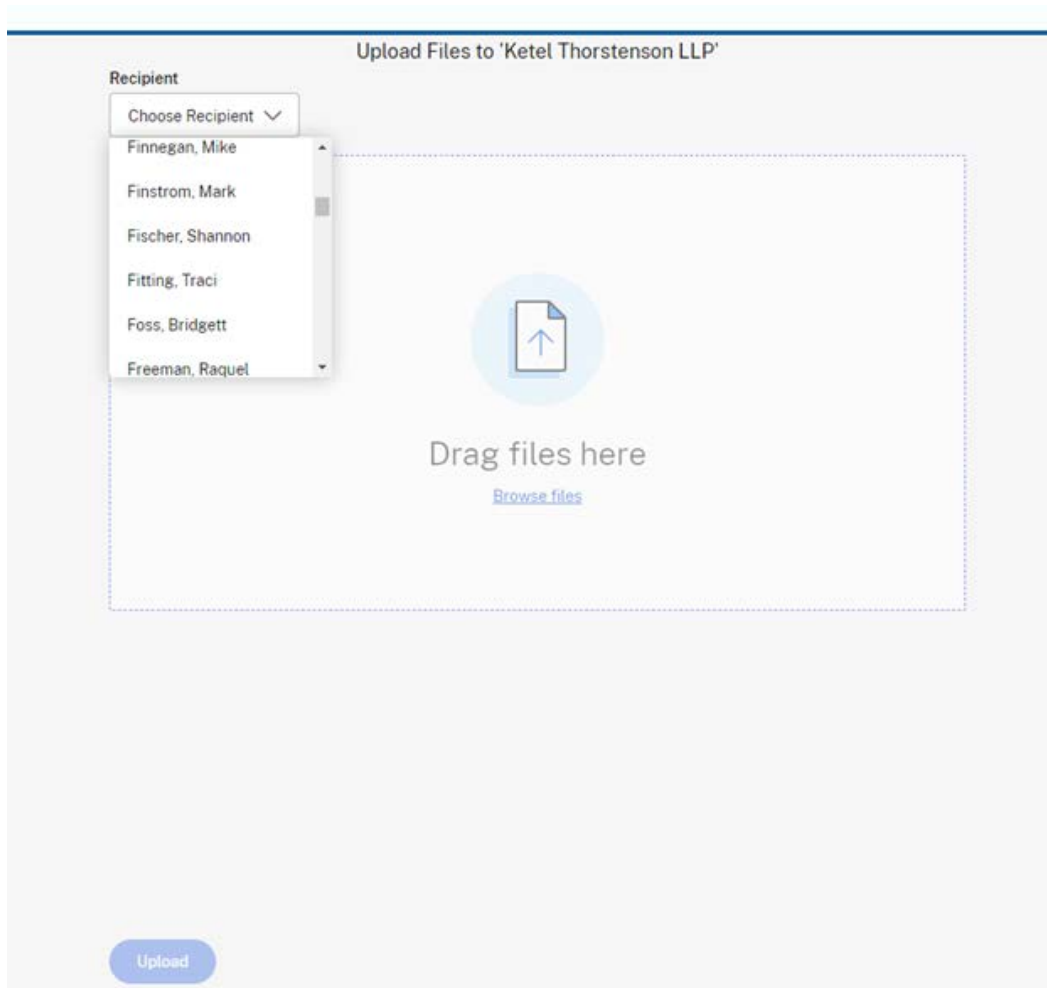 Upload Files to 'Ketel Thorstenson LLP'
Recipient
Choose Recipient
Finnegan, Mike
Finstrom, Mark
Fischer, Shannon
Fitting, Traci
Foss, Bridgett
Freeman, Raquel
Drag files here
Browse files
Upload